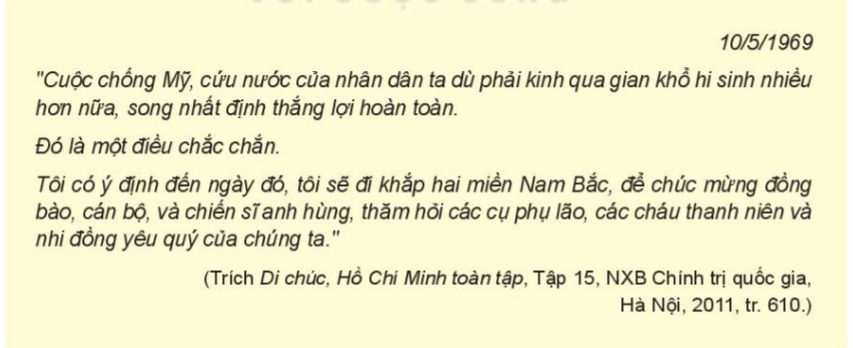 10/5/1969
"Cuộc chống Mỹ, cứu nước của nhân dân ta dù phải kinh qua gian khổ hi sinh nhiều
hơn nữa, song nhất định thắng lợi hoàn toàn.
Đó là một điều chắc chắn.
Tôi có ý định đến ngày đó, tôi sẽ đi khắp hai miền Nam Bắc, để chúc mừng đồng
bào, cán bộ, và chiến sĩ anh hùng, thăm hỏi các cụ phụ lão, các cháu thanh niên và
nhi đồng yêu quý của chúng ta."
(Trích Di chúc, Hồ Chí Minh toàn tập, Tập 15, NXB Chính trị quốc gia,
Hà Nội, 2011, tr. 610.)